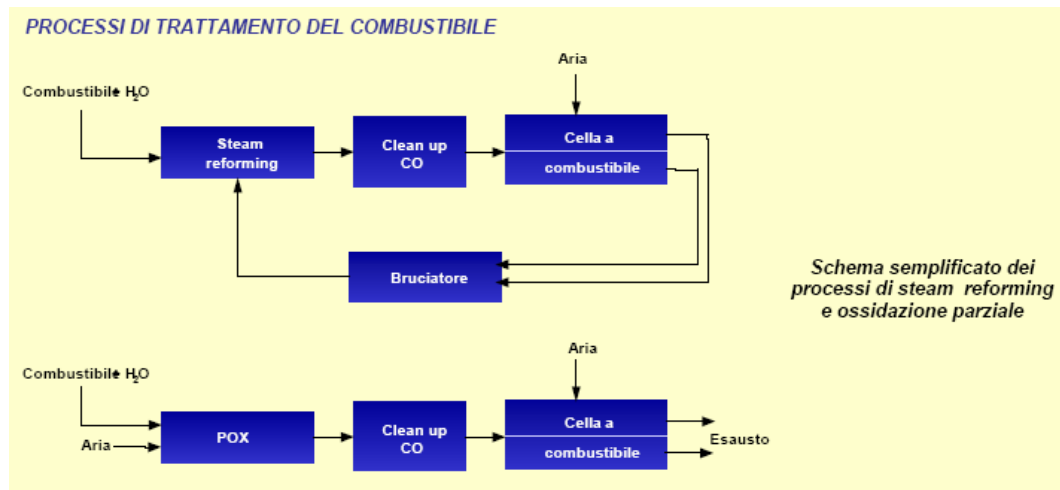 PROCESSI DI TRATTAMENTO DEL COMBUSTIBILE
Aria
Combustibile H2O
Steam
reforming
Clean up
CO
Cella a
combustibile
Bruciatore
Schema semplificato dei
processi di steam reforming
e ossidazione parziale
Aria
Combustibile H2O
Aria
POX
Clean up
CO
Cella a
combustibile
Esausto